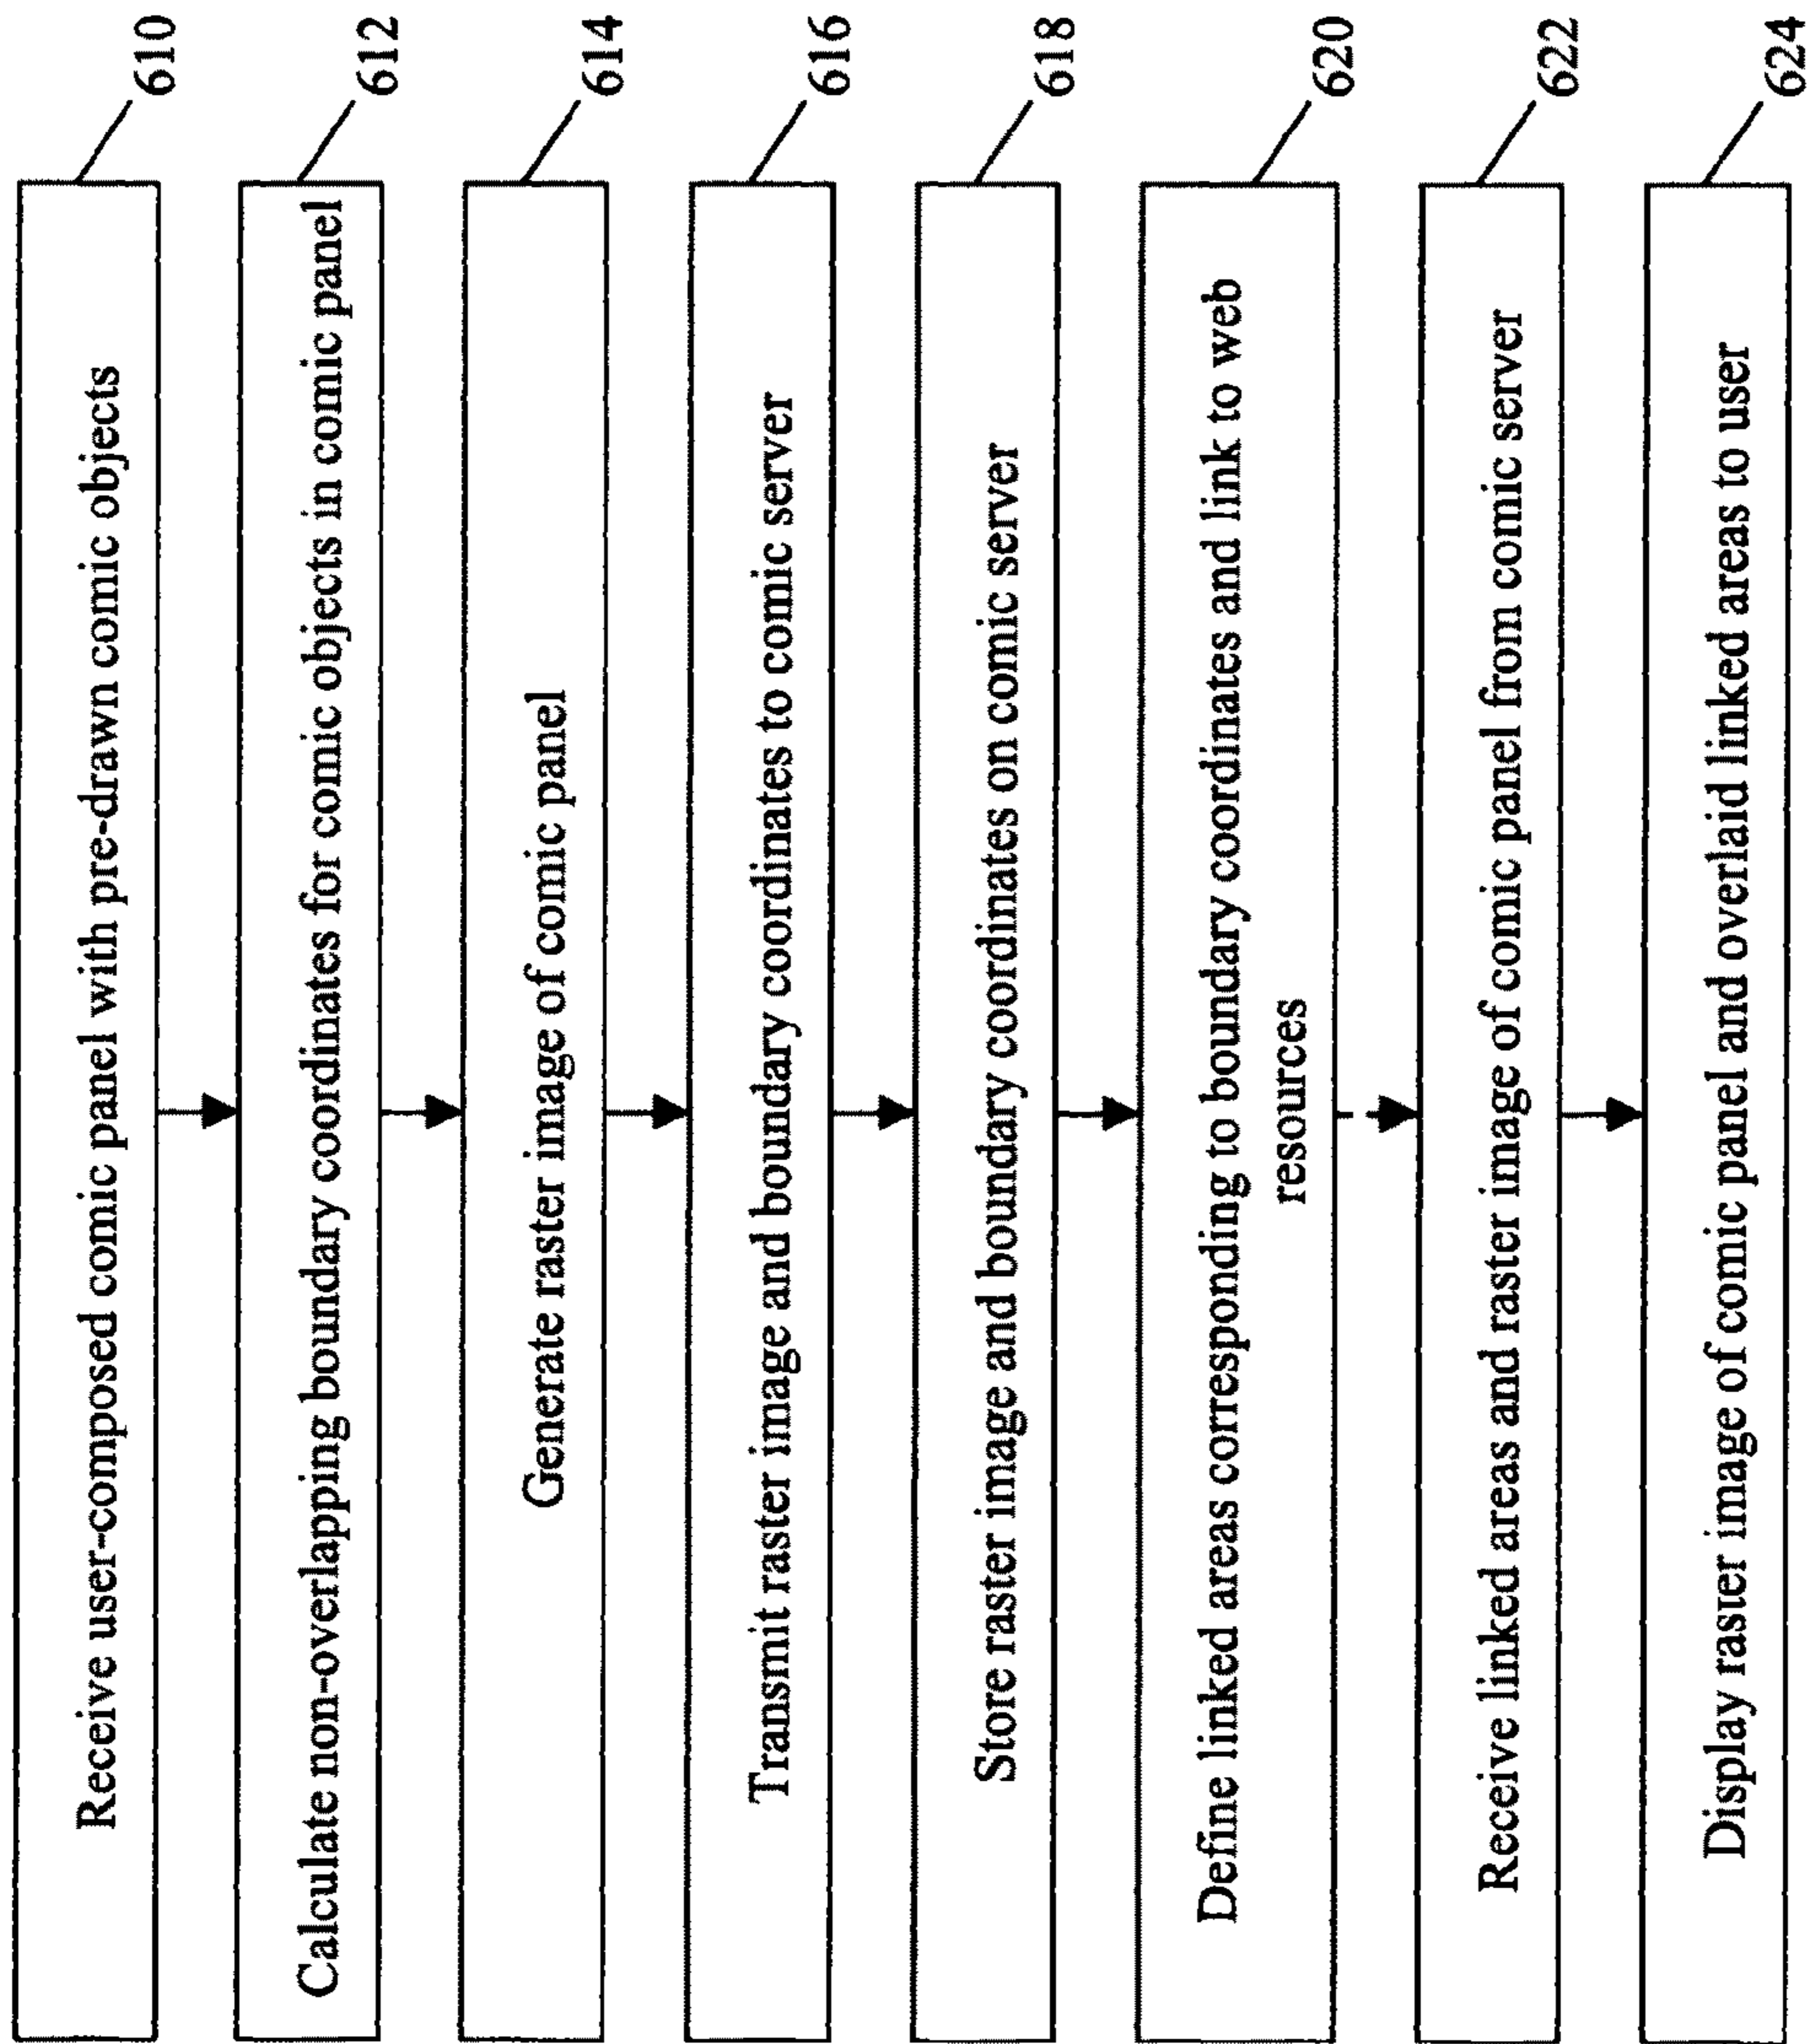 Receive user-composed comic panel with pre-drawn comic objects
610
Calculate non-overlapping boundary coordinates for comic objects in comic panel
612
Generate raster image of comic panel
614
Transmit raster image and boundary coordinates to comic server
616
Store raster image and boundary coordinates on comic server
618
Define linked areas corresponding to boundary coordinates and link to web
resources
620
Receive linked areas and raster image of comic panel from comic server
622
Display raster image of comic panel and overlaid linked areas to user
624